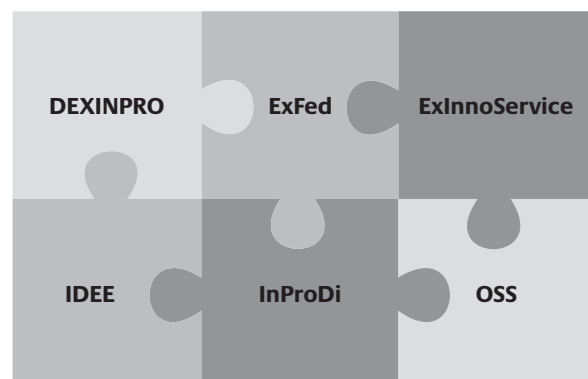 DEXINPRO
ExFed
ExInnoService
IDEE
InProDi
OSS